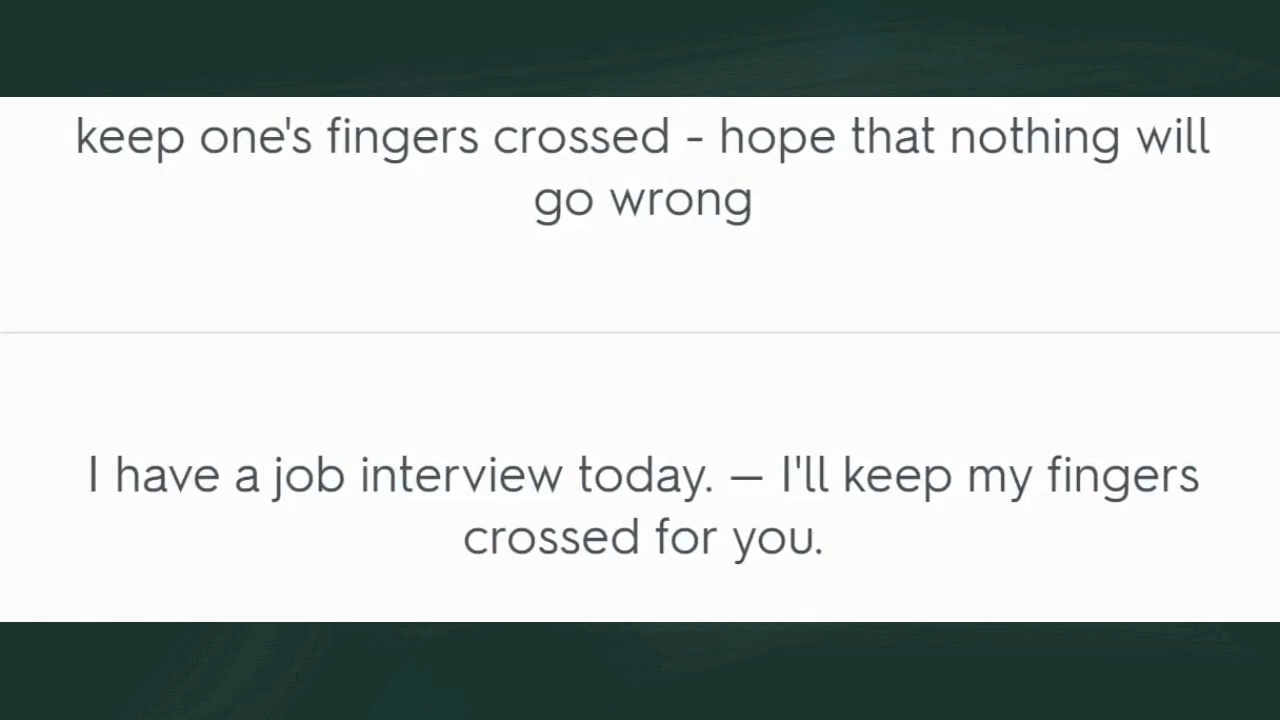 keep one's fingers crossed - hope that nothing will
go wrong
I have a job interview today. — I'll keep my fingers
crossed for you.